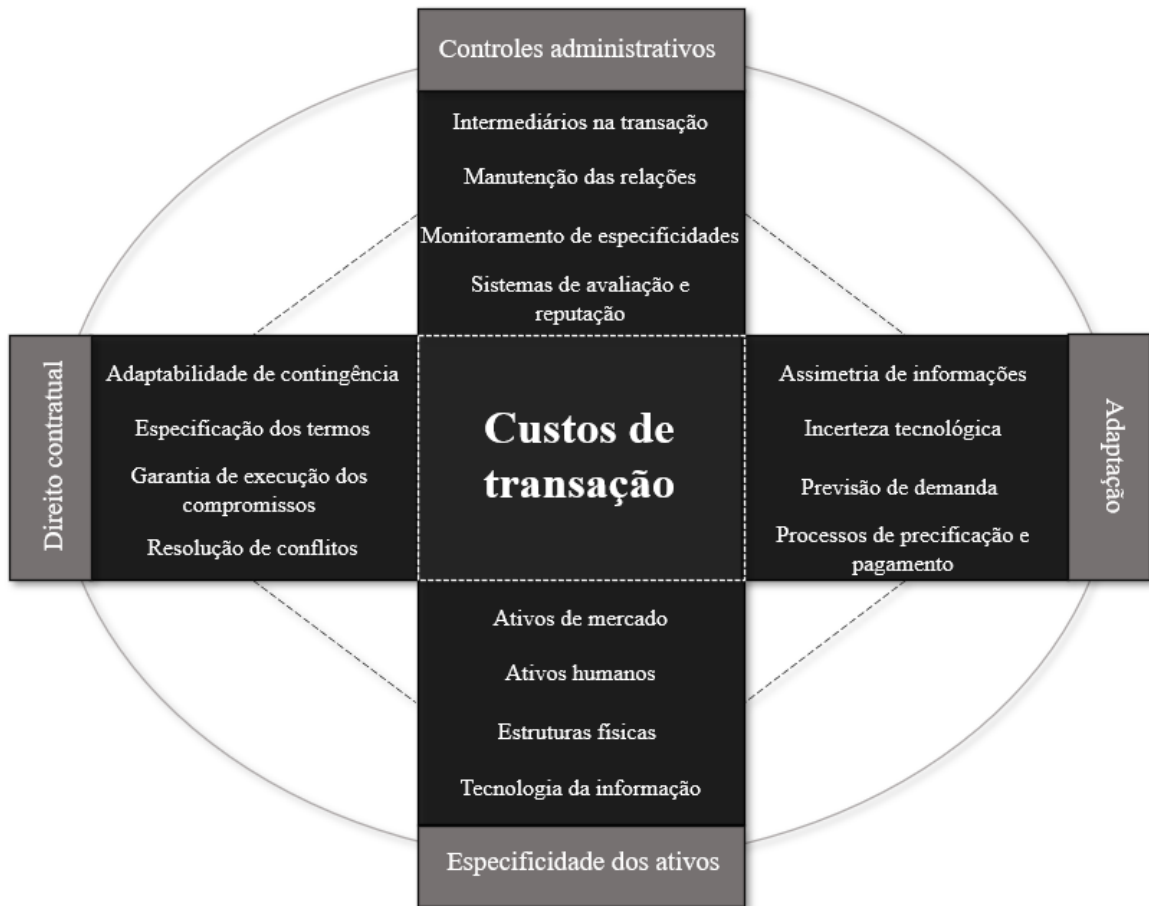 Controles administrativos
Intermediários na transação
Manutenção das relações
Monitoramento de especificidades
Sistemas de avaliação e
reputação
Direito contratual
Adaptabilidade de contingência
Especificação dos termos
Garantia de execução dos
compromissos
Resolução de conflitos
Custos de
transação
Assimetria de informações
Incerteza tecnológica
Previsão de demanda
Processos de precificação e
pagamento
Adaptação
Ativos de mercado
Ativos humanos
Estruturas físicas
Tecnologia da informação
Especificidade dos ativos